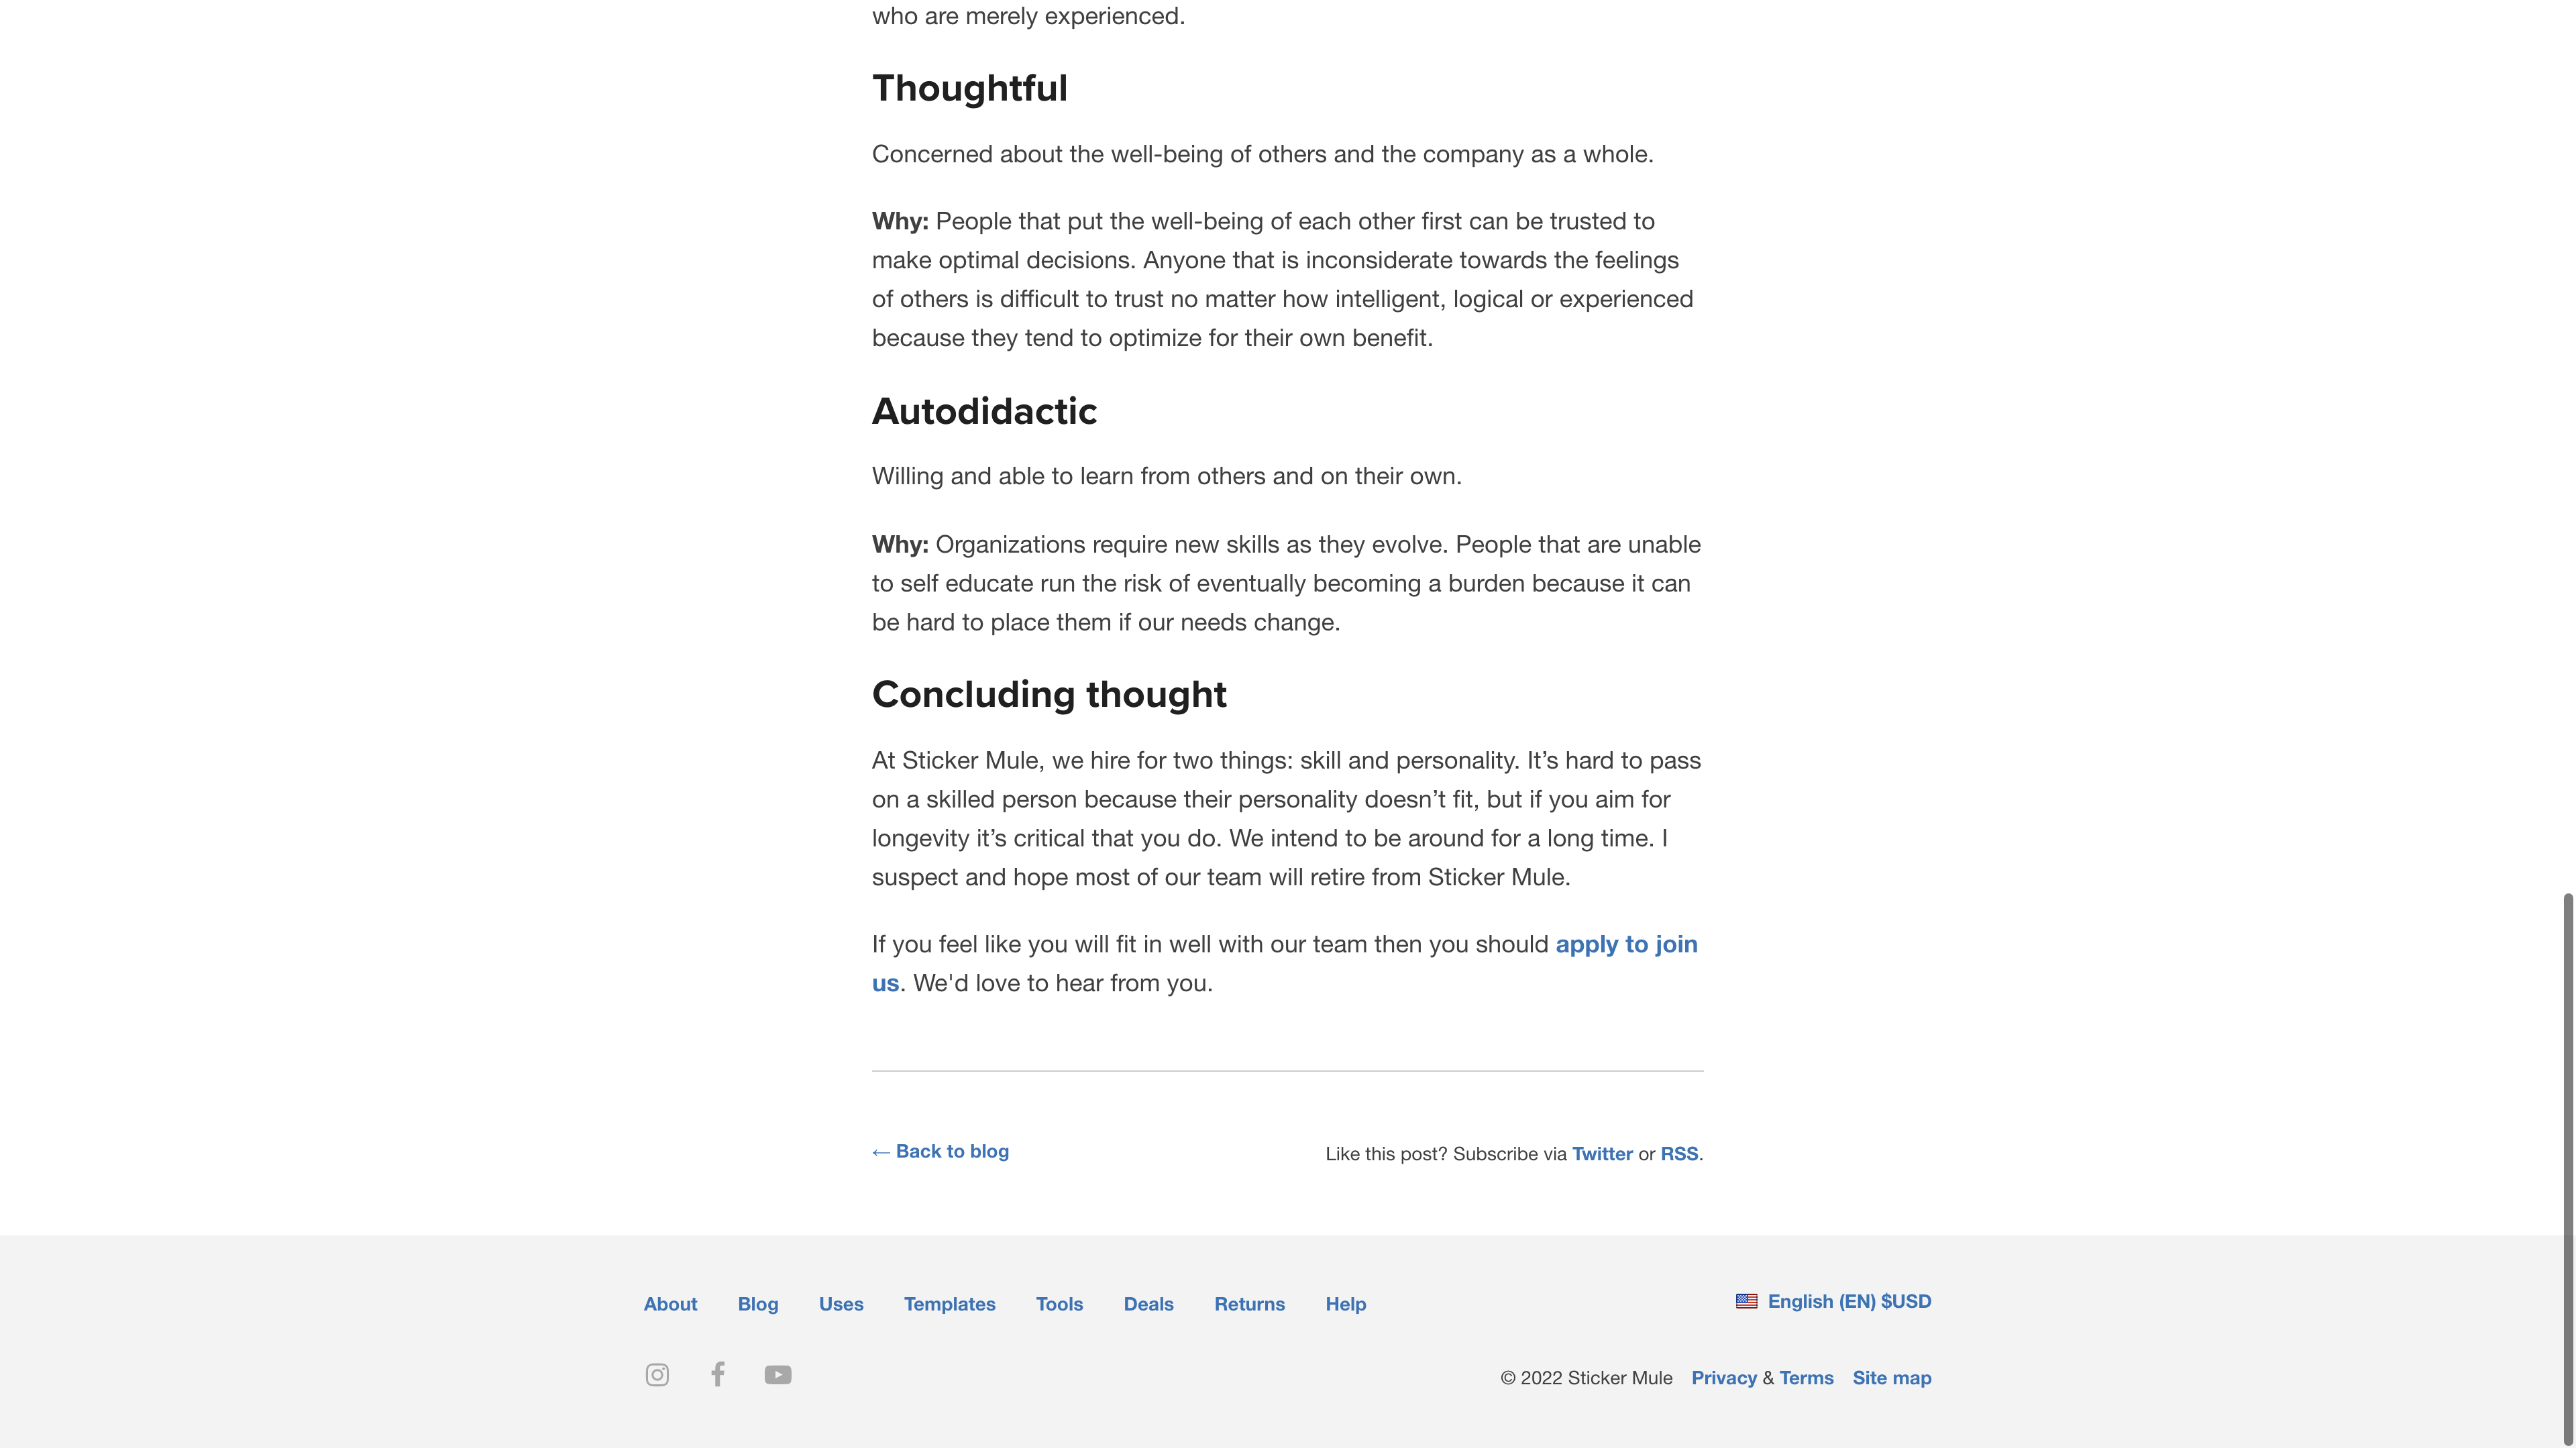 who are merely experienced.
Thoughtful
Concerned about the well-being of others and the company as a whole.
Why: People that put the well-being of each other first can be trusted to
make optimal decisions. Anyone that is inconsiderate towards the feelings
of others is difficult to trust no matter how intelligent, logical or experienced
because they tend to optimize for their own benefit.
Autodidactic
Willing and able to learn from others and on their own.
Why: Organizations require new skills as they evolve. People that are unable
to self educate run the risk of eventually becoming a burden because it can
be hard to place them if our needs change.
Concluding thought
At Sticker Mule, we hire for two things: skill and personality. It’s hard to pass
on a skilled person because their personality doesn’t fit, but if you aim for
longevity it’s critical that you do. We intend to be around for a long time. I
suspect and hope most of our team will retire from Sticker Mule.
If you feel like you will fit in well with our team then you should apply to join
us. We'd love to hear from you.
← Back to blog
Like this post? Subscribe via Twitter or RSS.
About Blog Uses Templates Tools Deals Returns Help
English (EN) $USD
© 2022 Sticker Mule Privacy & Terms Site map